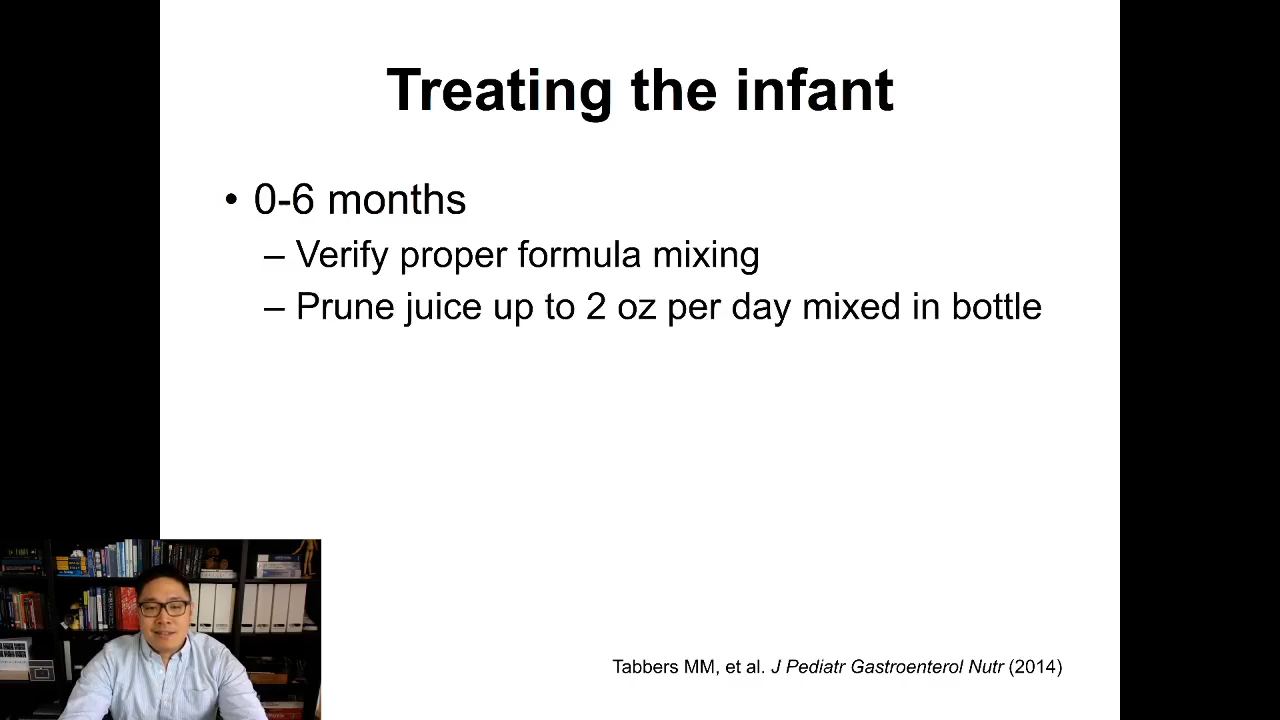 Treating the infant
• 0-6 months
– Verify proper formula mixing
– Prune juice up to 2 oz per day mixed in bottle
Tabbers MM, et al. J Pediatr Gastroenterol Nutr (2014)